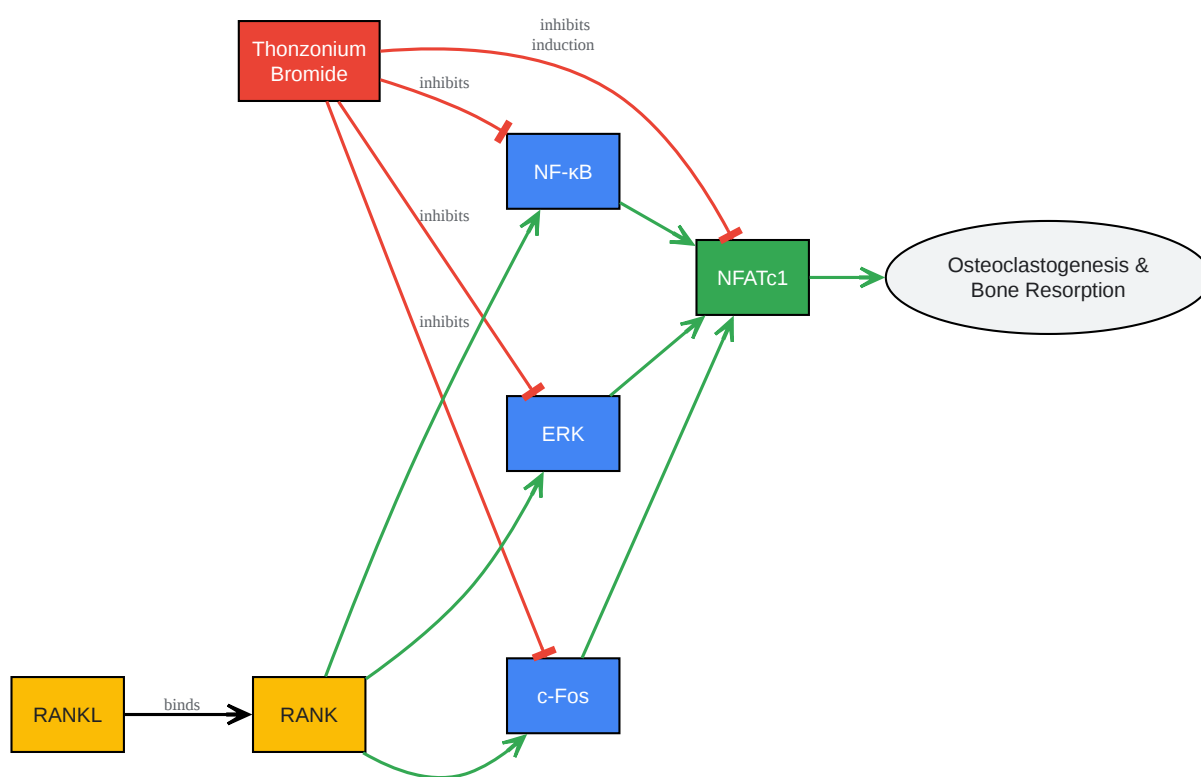 Thonzonium
Bromide
inhibits
induction
inhibits
NF-κB
inhibits
NFATc1
Osteoclastogenesis &
Bone Resorption
inhibits
ERK
RANKL
binds
RANK
c-Fos